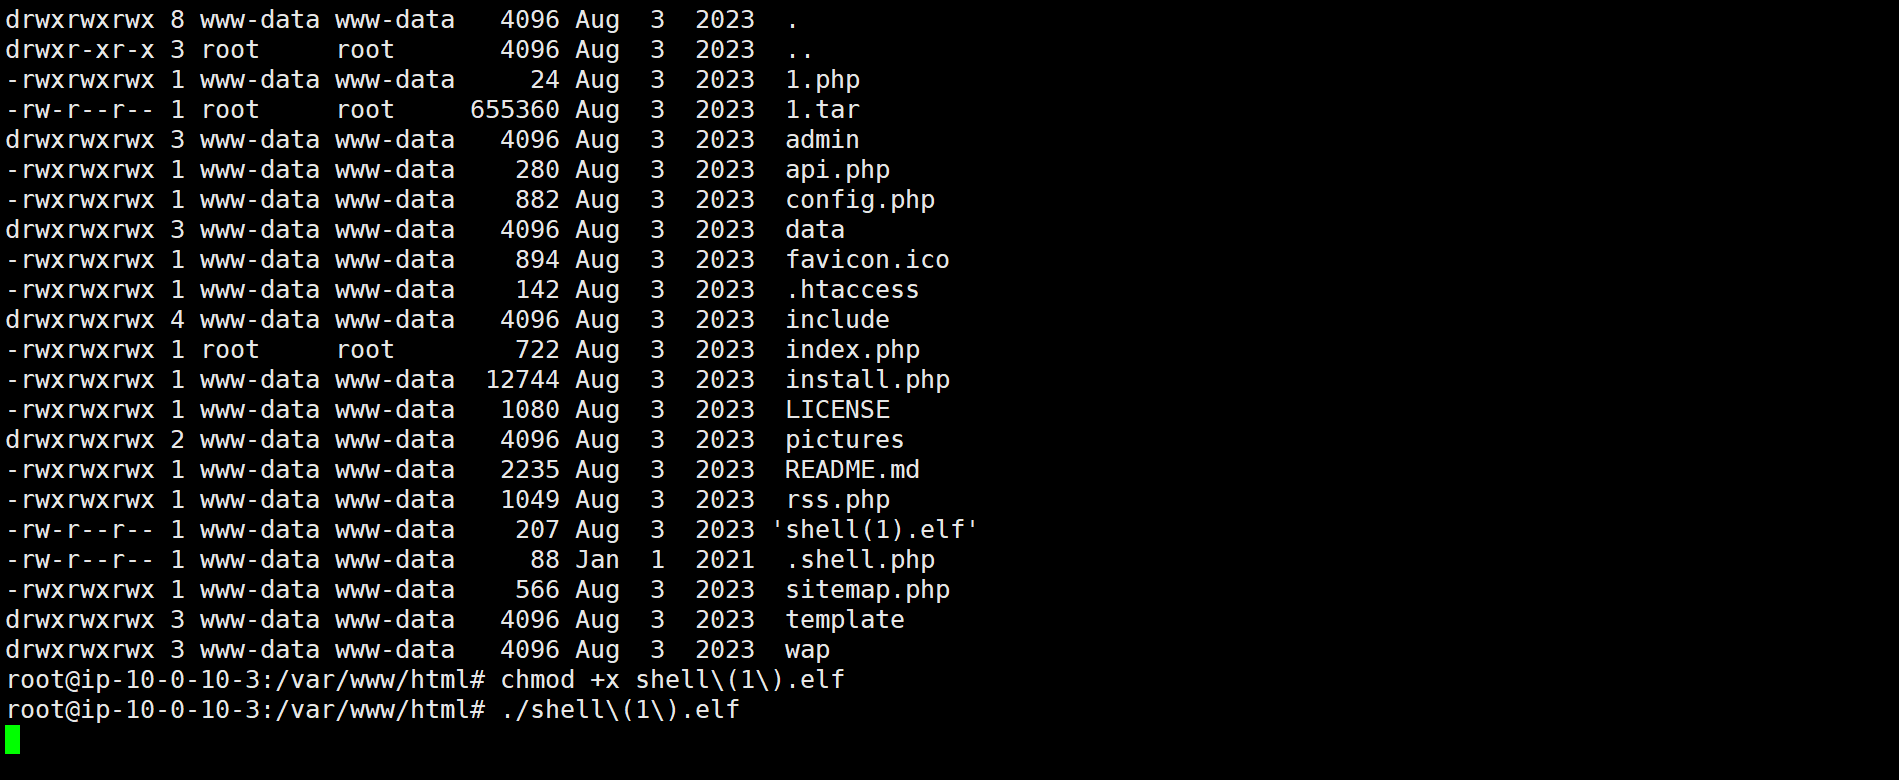 drwxrwxrwx 8 www-data www-data   4096 Aug  3  2023  .
drwxr-xr-x 3 root     root       4096 Aug  3  2023  ..
-rwxrwxrwx 1 www-data www-data     24 Aug  3  2023  1.php
-rw-r--r-- 1 root     root     655360 Aug  3  2023  1.tar
drwxrwxrwx 3 www-data www-data   4096 Aug  3  2023  admin
-rwxrwxrwx 1 www-data www-data    280 Aug  3  2023  api.php
-rwxrwxrwx 1 www-data www-data    882 Aug  3  2023  config.php
drwxrwxrwx 3 www-data www-data   4096 Aug  3  2023  data
-rwxrwxrwx 1 www-data www-data    894 Aug  3  2023  favicon.ico
-rwxrwxrwx 1 www-data www-data    142 Aug  3  2023  .htaccess
drwxrwxrwx 4 www-data www-data   4096 Aug  3  2023  include
-rwxrwxrwx 1 root     root        722 Aug  3  2023  index.php
-rwxrwxrwx 1 www-data www-data  12744 Aug  3  2023  install.php
-rwxrwxrwx 1 www-data www-data   1080 Aug  3  2023  LICENSE
drwxrwxrwx 2 www-data www-data   4096 Aug  3  2023  pictures
-rwxrwxrwx 1 www-data www-data   2235 Aug  3  2023  README.md
-rwxrwxrwx 1 www-data www-data   1049 Aug  3  2023  rss.php
-rw-r--r-- 1 www-data www-data    207 Aug  3  2023 'shell(1).elf'
-rw-r--r-- 1 www-data www-data     88 Jan  1  2021  .shell.php
-rwxrwxrwx 1 www-data www-data    566 Aug  3  2023  sitemap.php
drwxrwxrwx 3 www-data www-data   4096 Aug  3  2023  template
drwxrwxrwx 3 www-data www-data   4096 Aug  3  2023  wap
root@ip-10-0-10-3:/var/www/html# chmod +x shell\(1\).elf
root@ip-10-0-10-3:/var/www/html# ./shell\(1\).elf